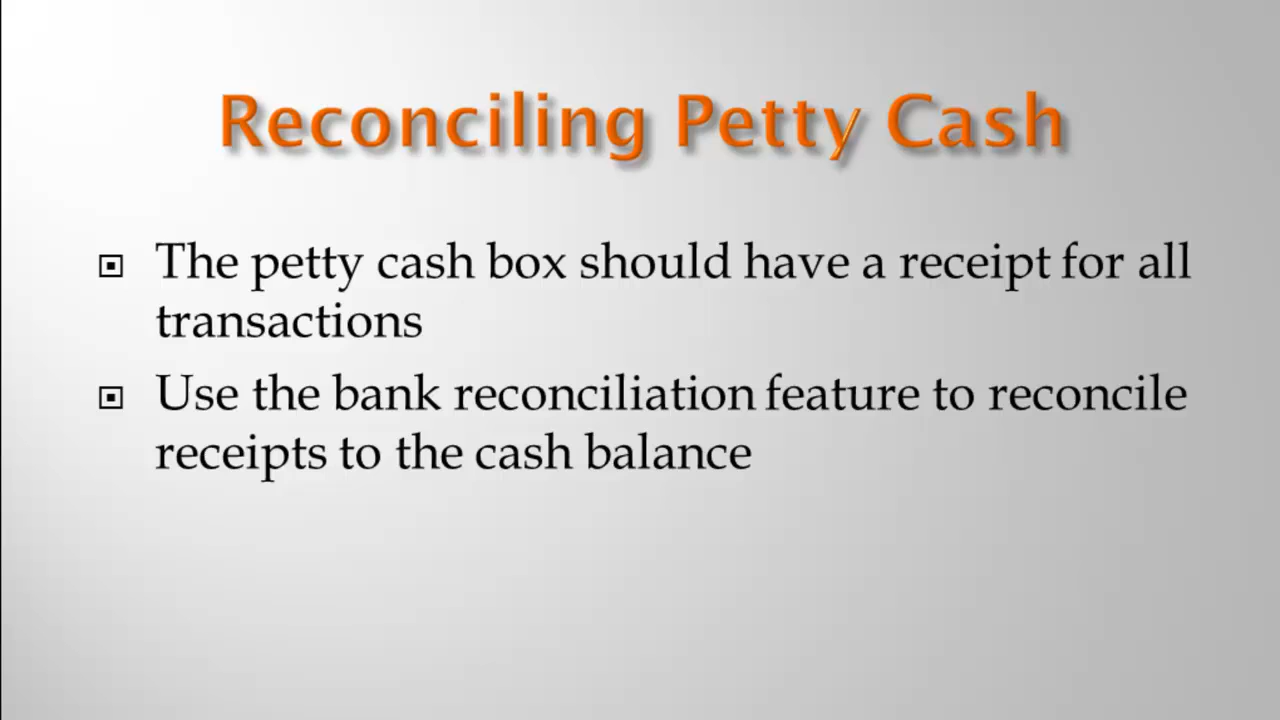 Reconciling Petty Cash
The petty cash box should have a receipt for all
transactions
Use the bank reconciliation feature to reconcile
receipts to the cash balance